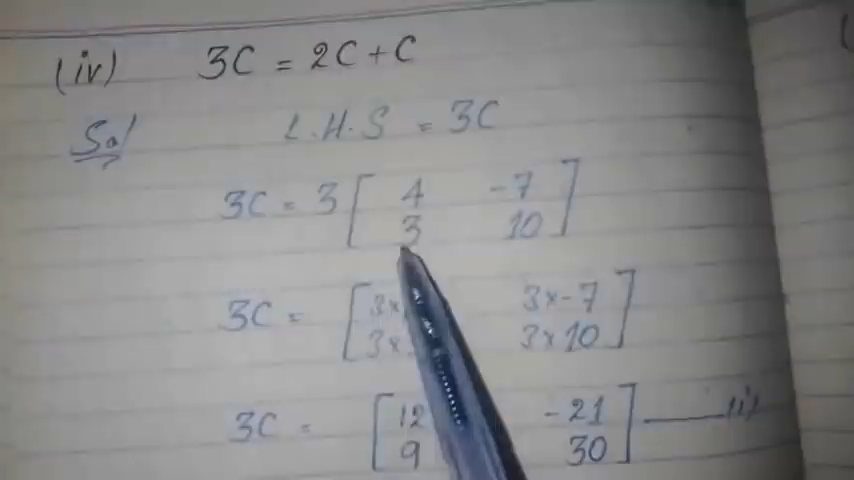 (iv) 3C = 2C + C
Sol L.H.S = 3C
3C = 3 [ 4 -7
3 10 ]
3C = [ 3× 3×-7
3× 3×10 ]
3C = [ 12 -21
9 30 ]